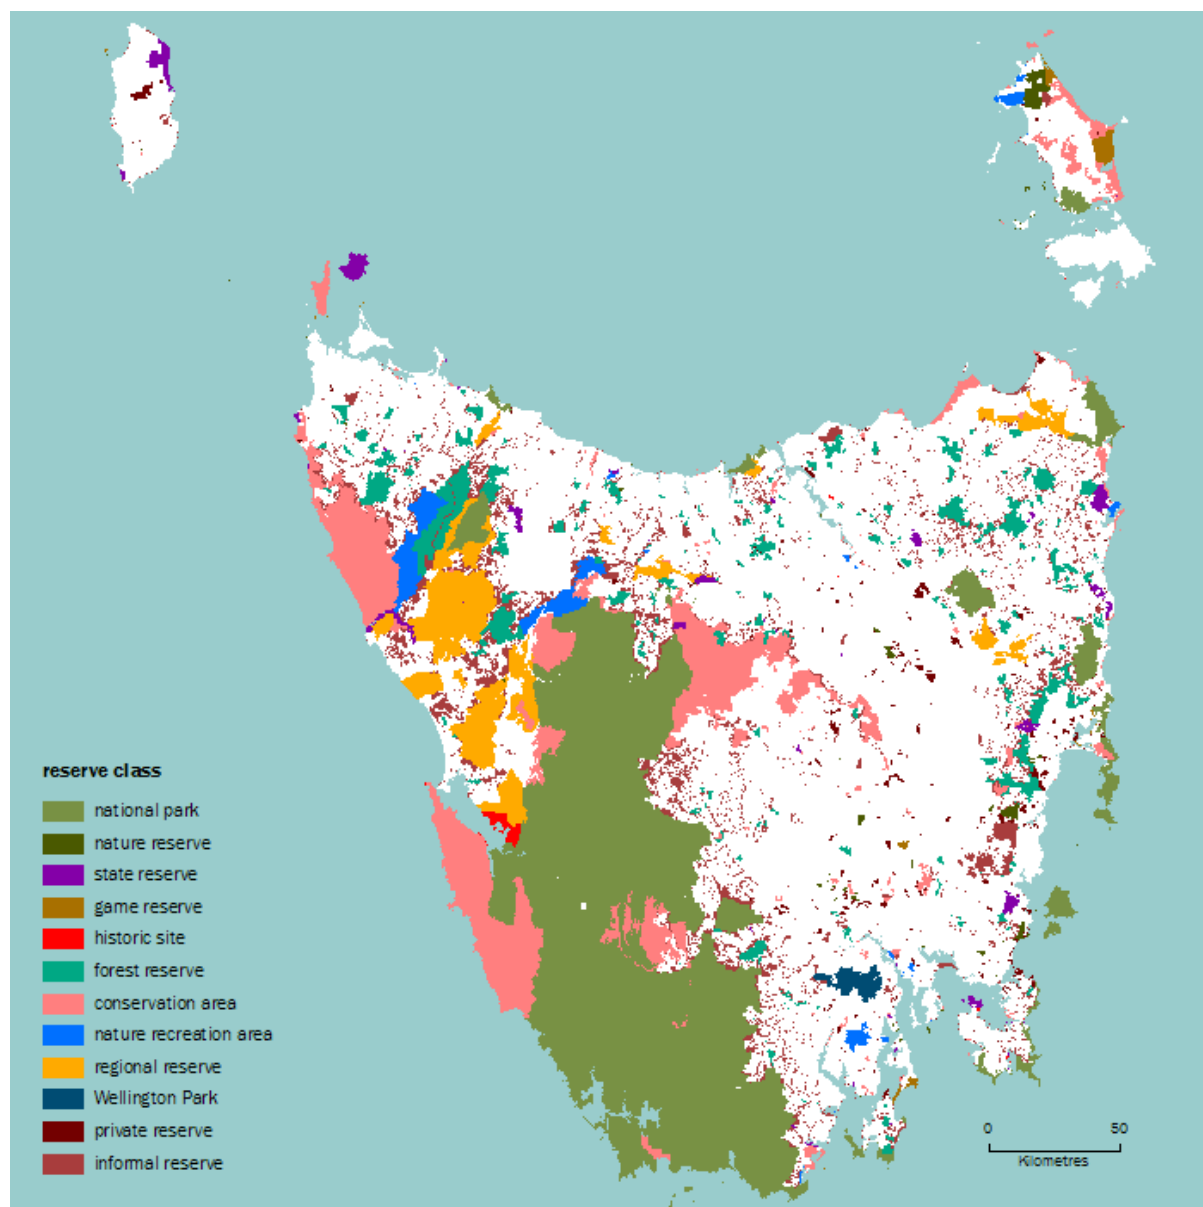 reserve class
national park
nature reserve
state reserve
game reserve
historic site
forest reserve
conservation area
nature recreation area
regional reserve
Wellington Park
private reserve
informal reserve
0 50
Kilometres